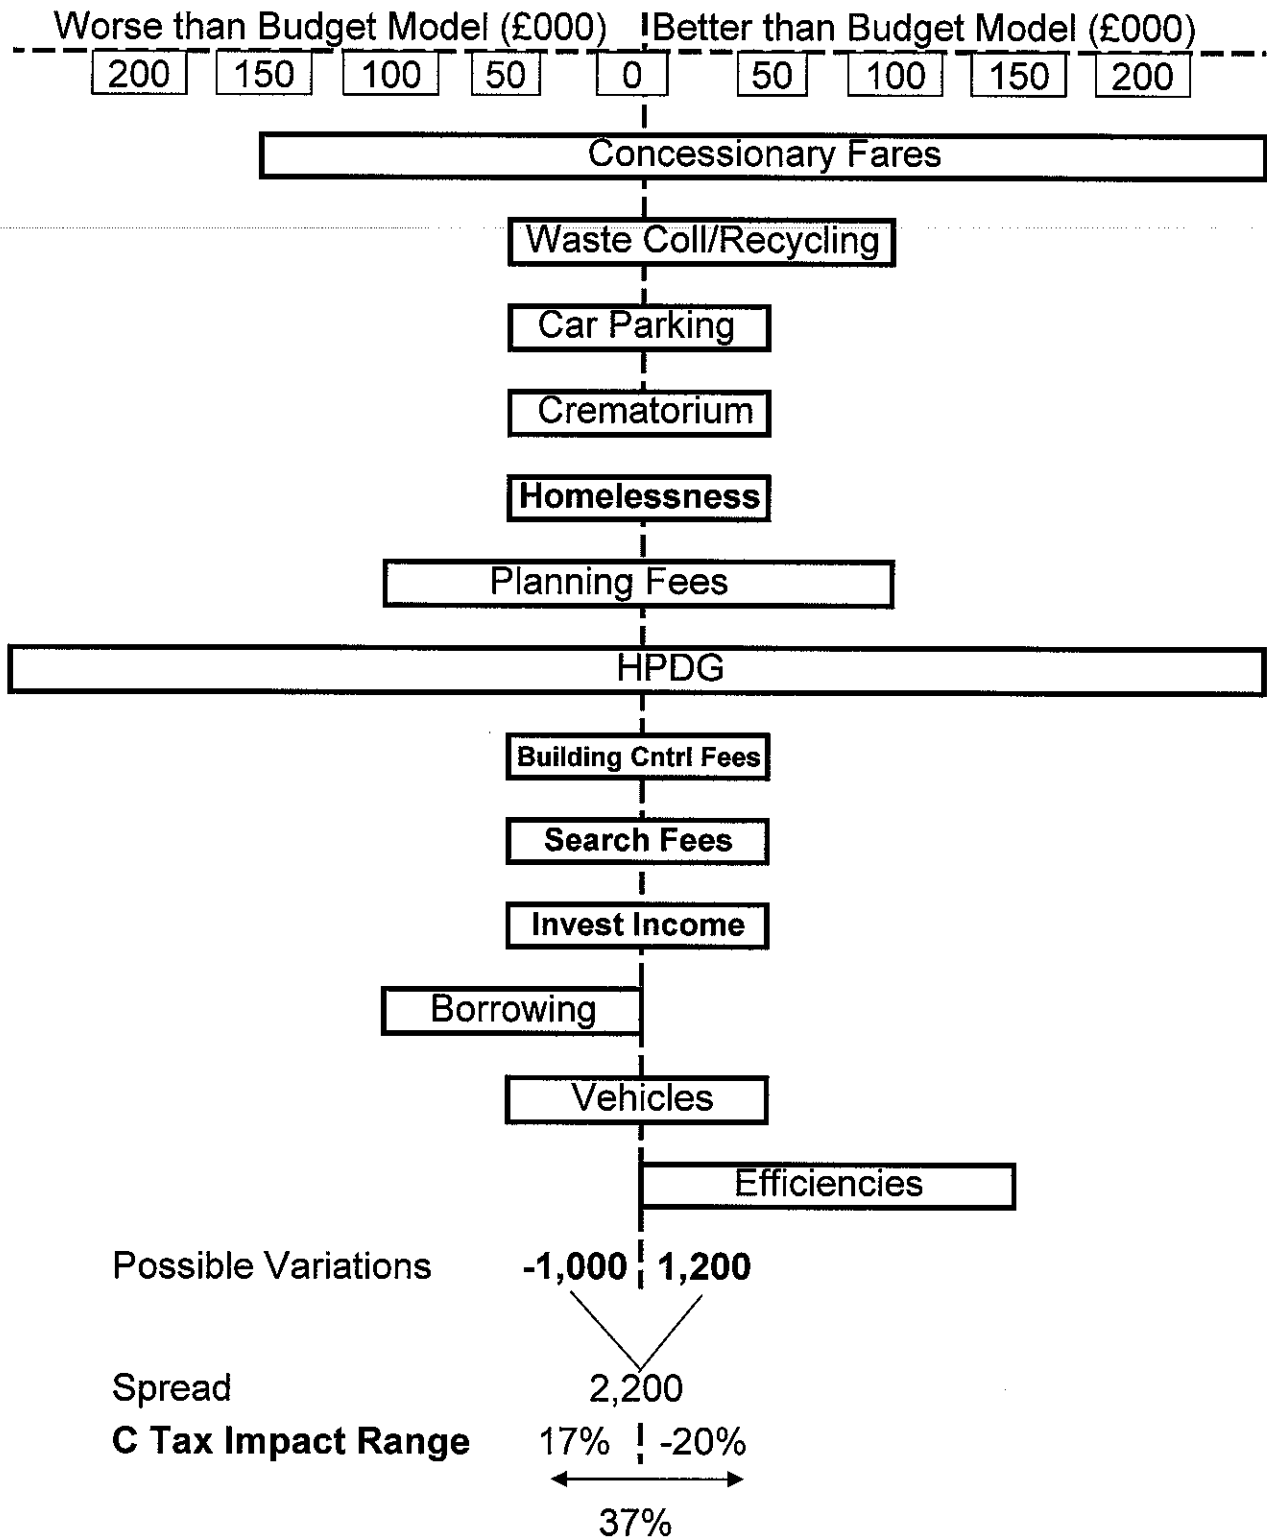 Worse than Budget Model (£000) Better than Budget Model (£000)
200 150 100 50 0 50 100 150 200
Concessionary Fares
Waste Coll/Recycling
Car Parking
Crematorium
Homelessness
Planning Fees
HPDG
Building Cntrl Fees
Search Fees
Invest Income
Borrowing
Vehicles
Efficiencies
Possible Variations -1,000 1,200
Spread 2,200
C Tax Impact Range 17% -20%
37%